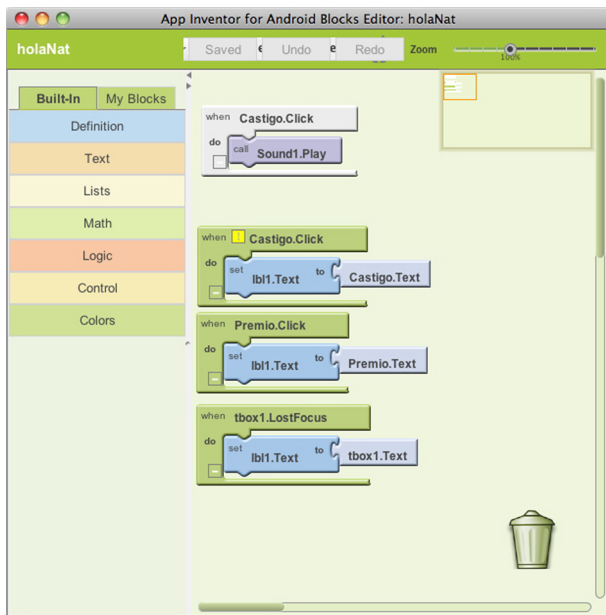 App Inventor for Android Blocks Editor: holaNat
holaNat
Saved
Undo
Redo
Zoom
100%
Built-In
My Blocks
Definition
Text
Lists
Math
Logic
Control
Colors
when Castigo.Click
do
call Sound1.Play
when ! Castigo.Click
do
set lbl1.Text to Castigo.Text
when Premio.Click
do
set lbl1.Text to Premio.Text
when tbox1.LostFocus
do
set lbl1.Text to tbox1.Text